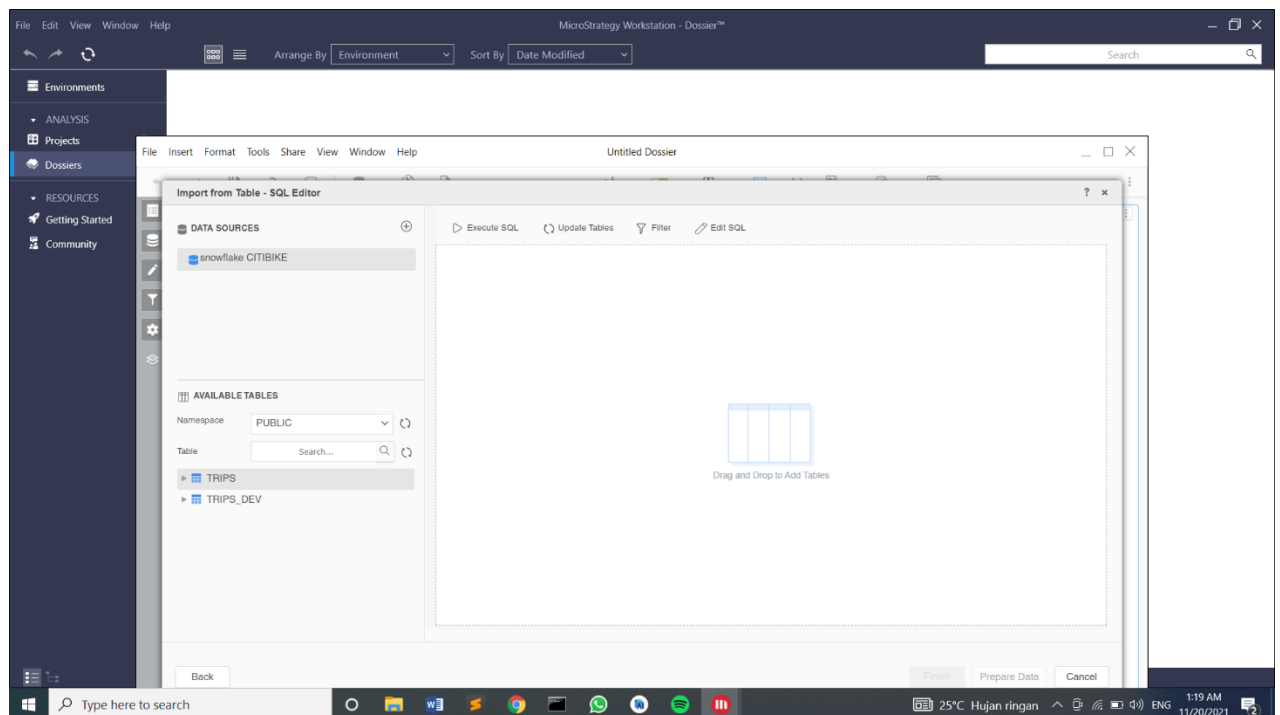 File Edit View Window Help
MicroStrategy Workstation - Dossier™
Arrange By Environment Sort By Date Modified
Search
Environments
ANALYSIS
Projects
Dossiers
RESOURCES
Getting Started
Community
File Insert Format Tools Share View Window Help
Untitled Dossier
Import from Table - SQL Editor
?
DATA SOURCES
snowflake CITIBIKE
Execute SQL Update Tables Filter Edit SQL
AVAILABLE TABLES
Namespace PUBLIC
Table Search...
TRIPS
TRIPS_DEV
Drag and Drop to Add Tables
Back
Finish Prepare Data Cancel
Type here to search
25°C Hujan ringan
ENG
1:19 AM
11/20/2021
2